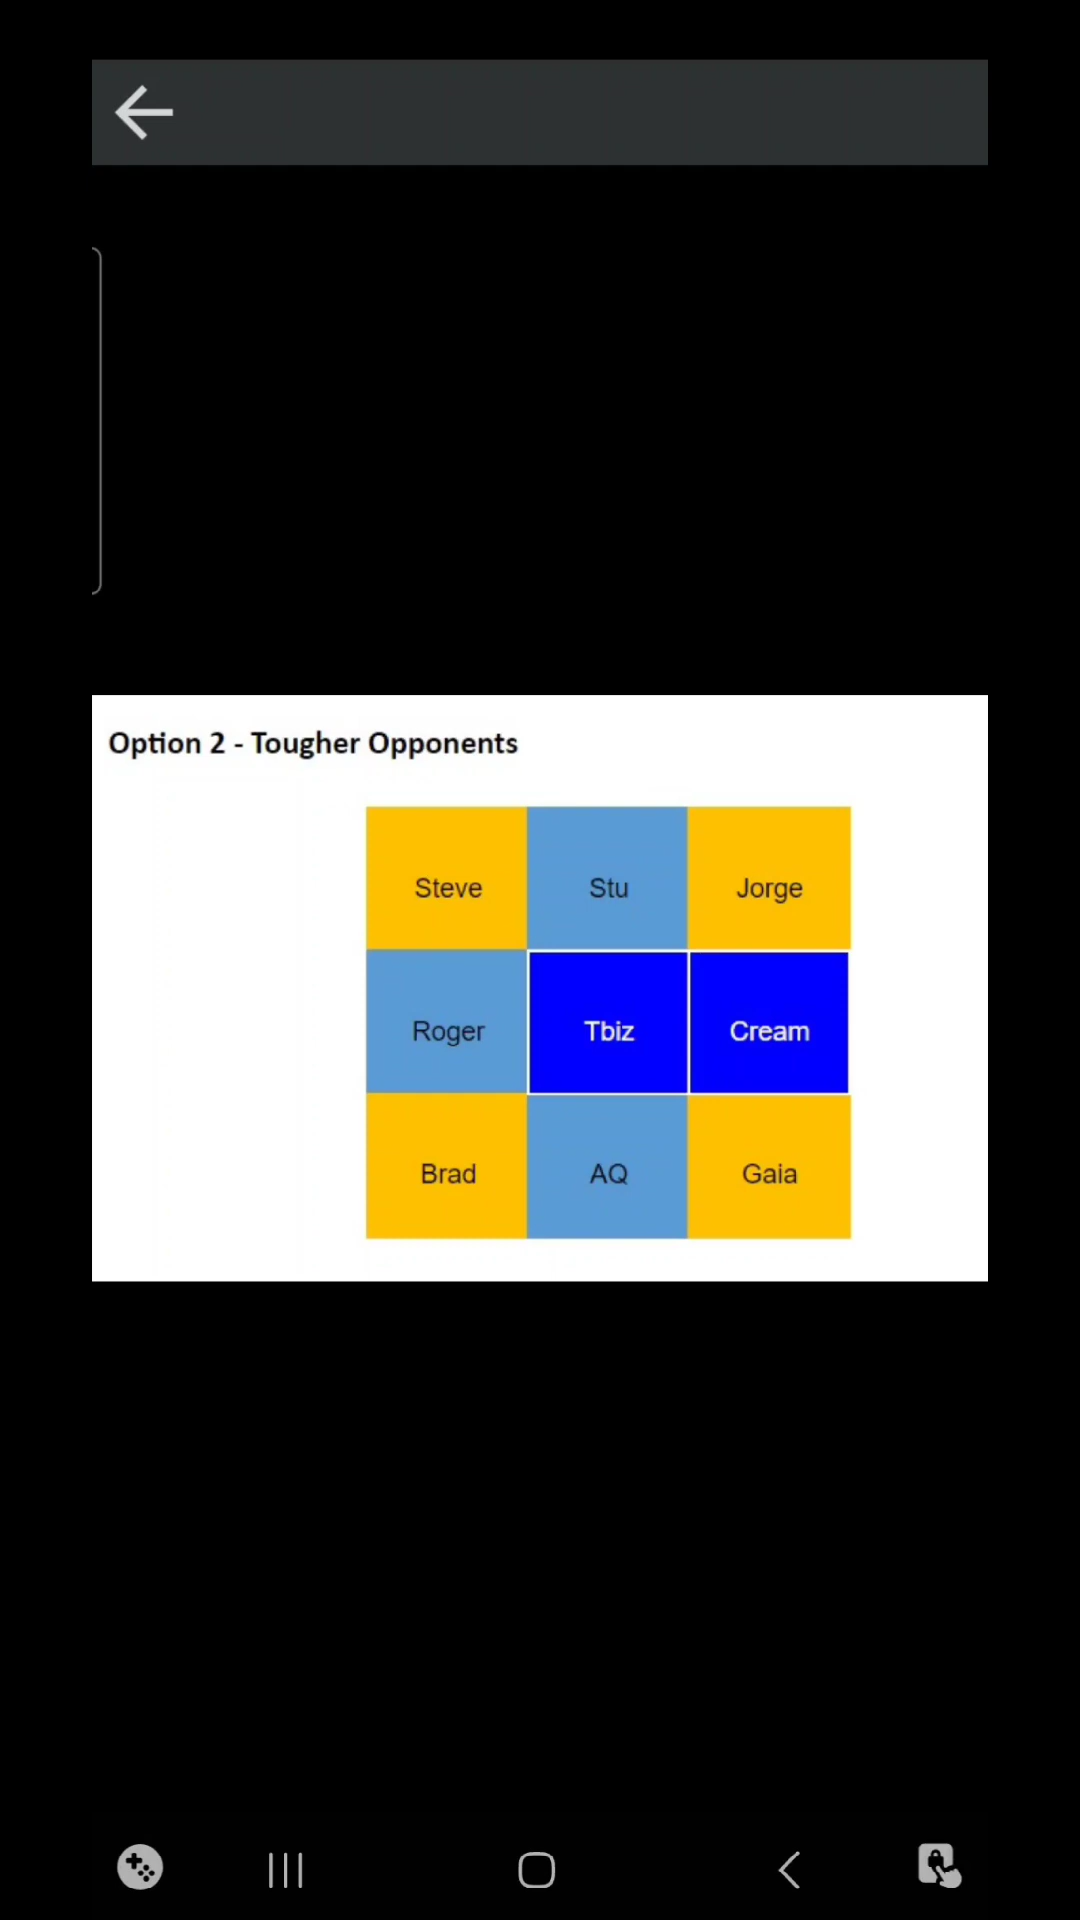 Option 2 - Tougher Opponents
Steve Stu Jorge
Roger Tbiz Cream
Brad AQ Gaia